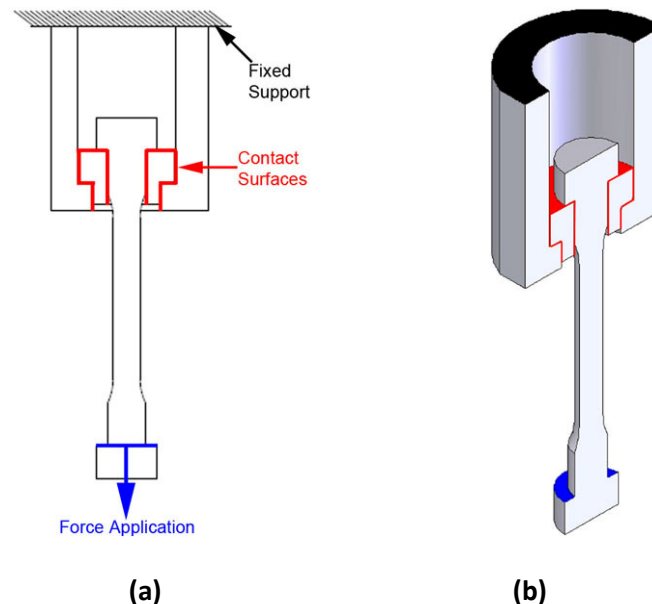 Fixed
Support
Contact
Surfaces
Force Application
(a)
(b)